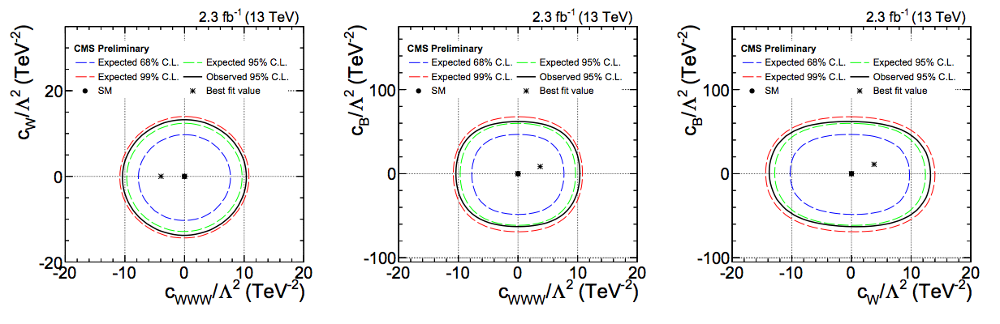 2.3 fb⁻¹ (13 TeV)
c_W/Λ² (TeV⁻²)
CMS Preliminary
Expected 68% C.L.
Expected 95% C.L.
Expected 99% C.L.
Observed 95% C.L.
SM
Best fit value
20
0
-20
-20
-10
0
10
20
c_WWW/Λ² (TeV⁻²)
2.3 fb⁻¹ (13 TeV)
c_B/Λ² (TeV⁻²)
CMS Preliminary
Expected 68% C.L.
Expected 95% C.L.
Expected 99% C.L.
Observed 95% C.L.
SM
Best fit value
100
0
-100
-20
-10
0
10
20
c_WWW/Λ² (TeV⁻²)
2.3 fb⁻¹ (13 TeV)
c_B/Λ² (TeV⁻²)
CMS Preliminary
Expected 68% C.L.
Expected 95% C.L.
Expected 99% C.L.
Observed 95% C.L.
SM
Best fit value
100
0
-100
-20
-10
0
10
20
c_W/Λ² (TeV⁻²)